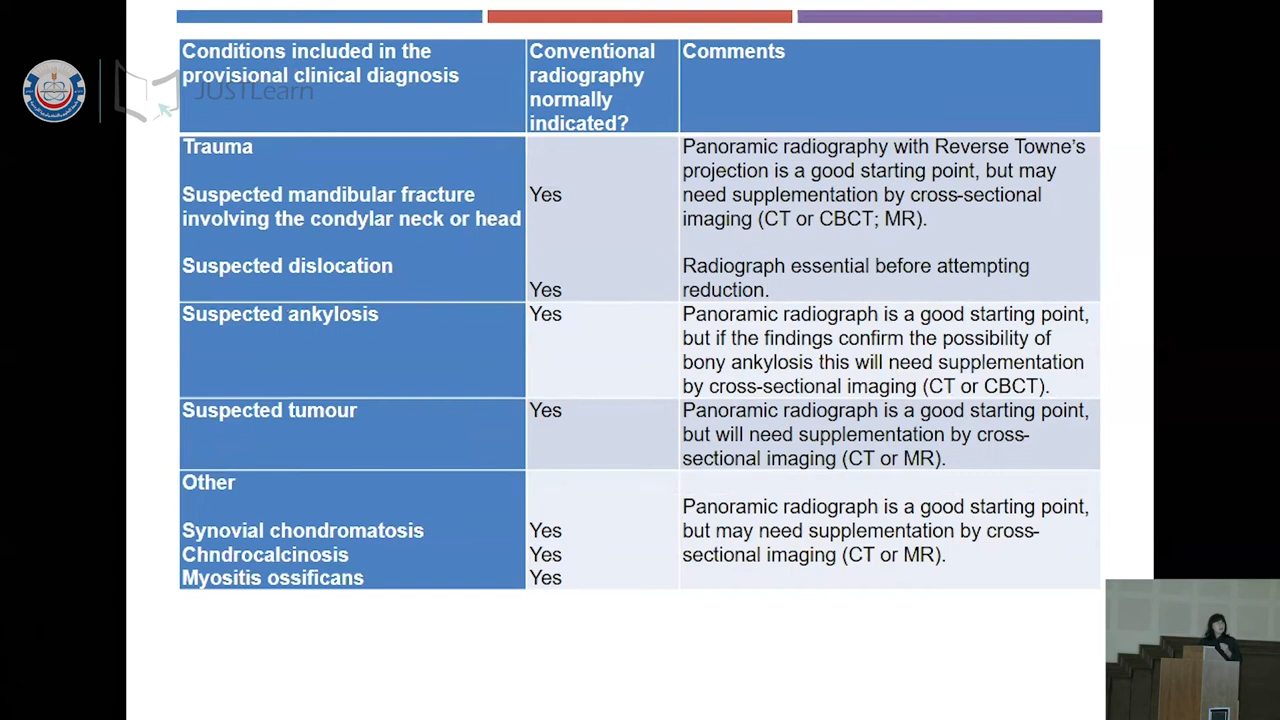 JUSTLearn
Conditions included in the
provisional clinical diagnosis
Conventional
radiography
normally
indicated?
Comments
Trauma
Suspected mandibular fracture
involving the condylar neck or head
Yes
Panoramic radiography with Reverse Towne’s
projection is a good starting point, but may
need supplementation by cross-sectional
imaging (CT or CBCT; MR).
Suspected dislocation
Yes
Radiograph essential before attempting
reduction.
Suspected ankylosis
Yes
Panoramic radiograph is a good starting point,
but if the findings confirm the possibility of
bony ankylosis this will need supplementation
by cross-sectional imaging (CT or CBCT).
Suspected tumour
Yes
Panoramic radiograph is a good starting point,
but will need supplementation by cross-
sectional imaging (CT or MR).
Other
Synovial chondromatosis
Yes
Chndrocalcinosis
Yes
Myositis ossificans
Yes
Panoramic radiograph is a good starting point,
but may need supplementation by cross-
sectional imaging (CT or MR).